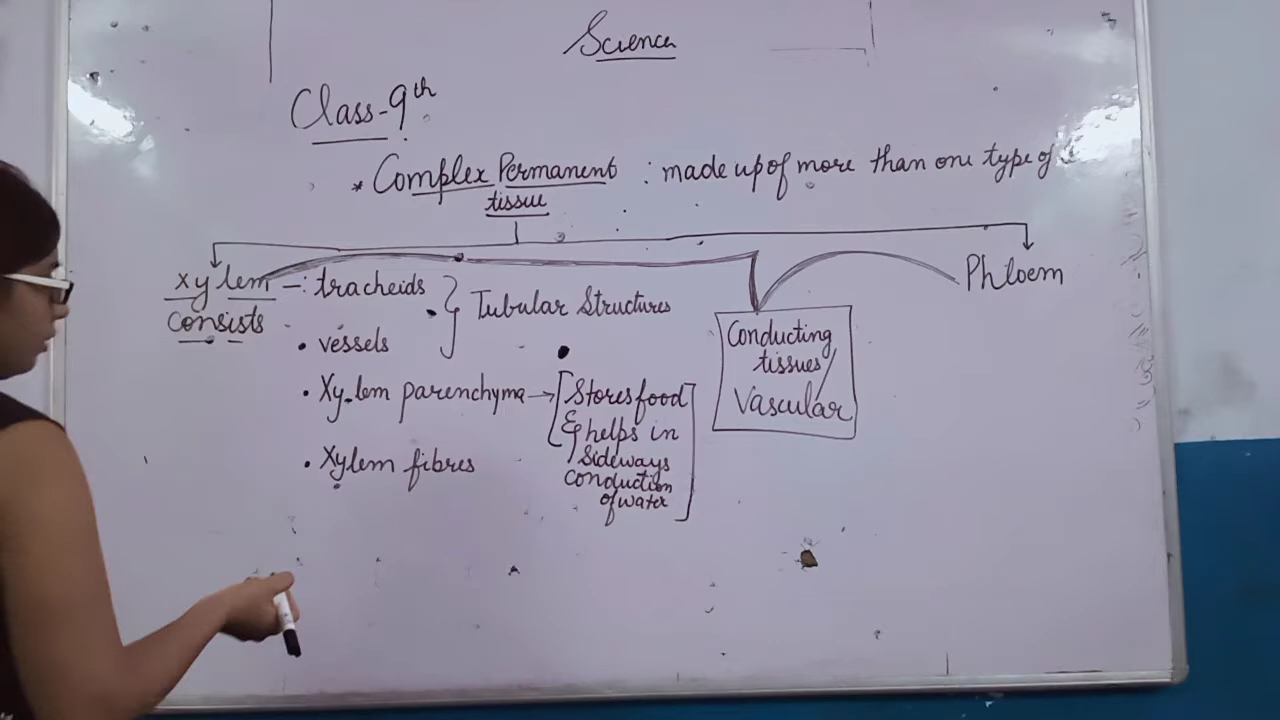 Science
Class-9th
* Complex Permanent : made up of more than one type of
tissue
Xylem -: tracheids
consists
} Tubular Structures
• vessels
• Xylem parenchyma → [Stores food
& helps in
sideways
conduction
of water]
• Xylem fibres
Phloem
Conducting
tissues/
Vascular